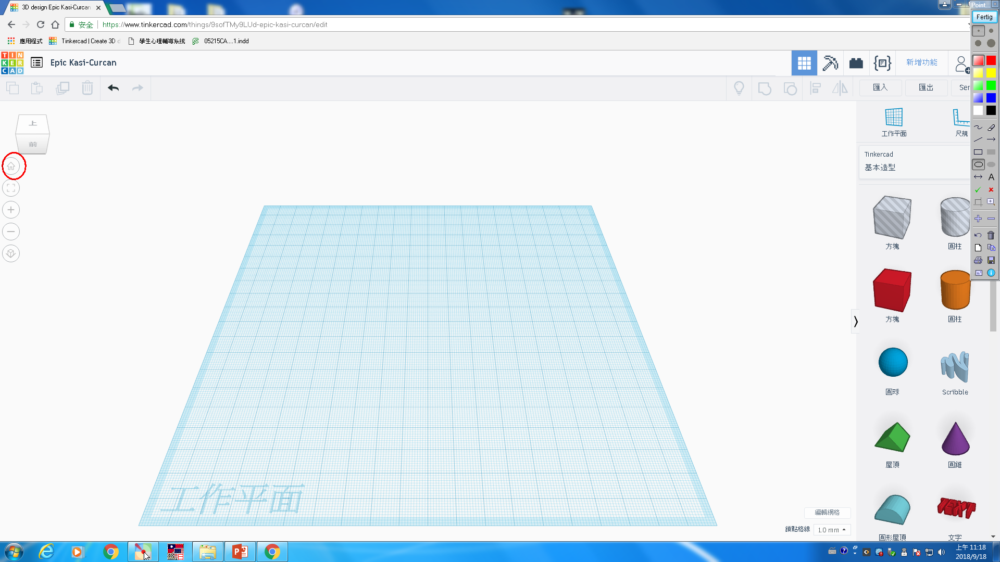 3D design Epic Kasi-Curcan
Point...
安全
https://www.tinkercad.com/things/9sofTMy9LUd-epic-kasi-curcan/edit
Fertig
應用程式
Tinkercad | Create 3D d
學生心理輔導系統
05215CA....1.indd
TINKERCAD
Epic Kasi-Curcan
新增功能
匯入
匯出
Ser
上
前
工作平面
尺規
Tinkercad
基本造型
方塊
圓柱
方塊
圓柱
圓球
Scribble
屋頂
圓錐
工作平面
TEXT
編輯網格
鎖點格線
1.0 mm
圓形屋頂
文字
上午 11:18
2018/9/18